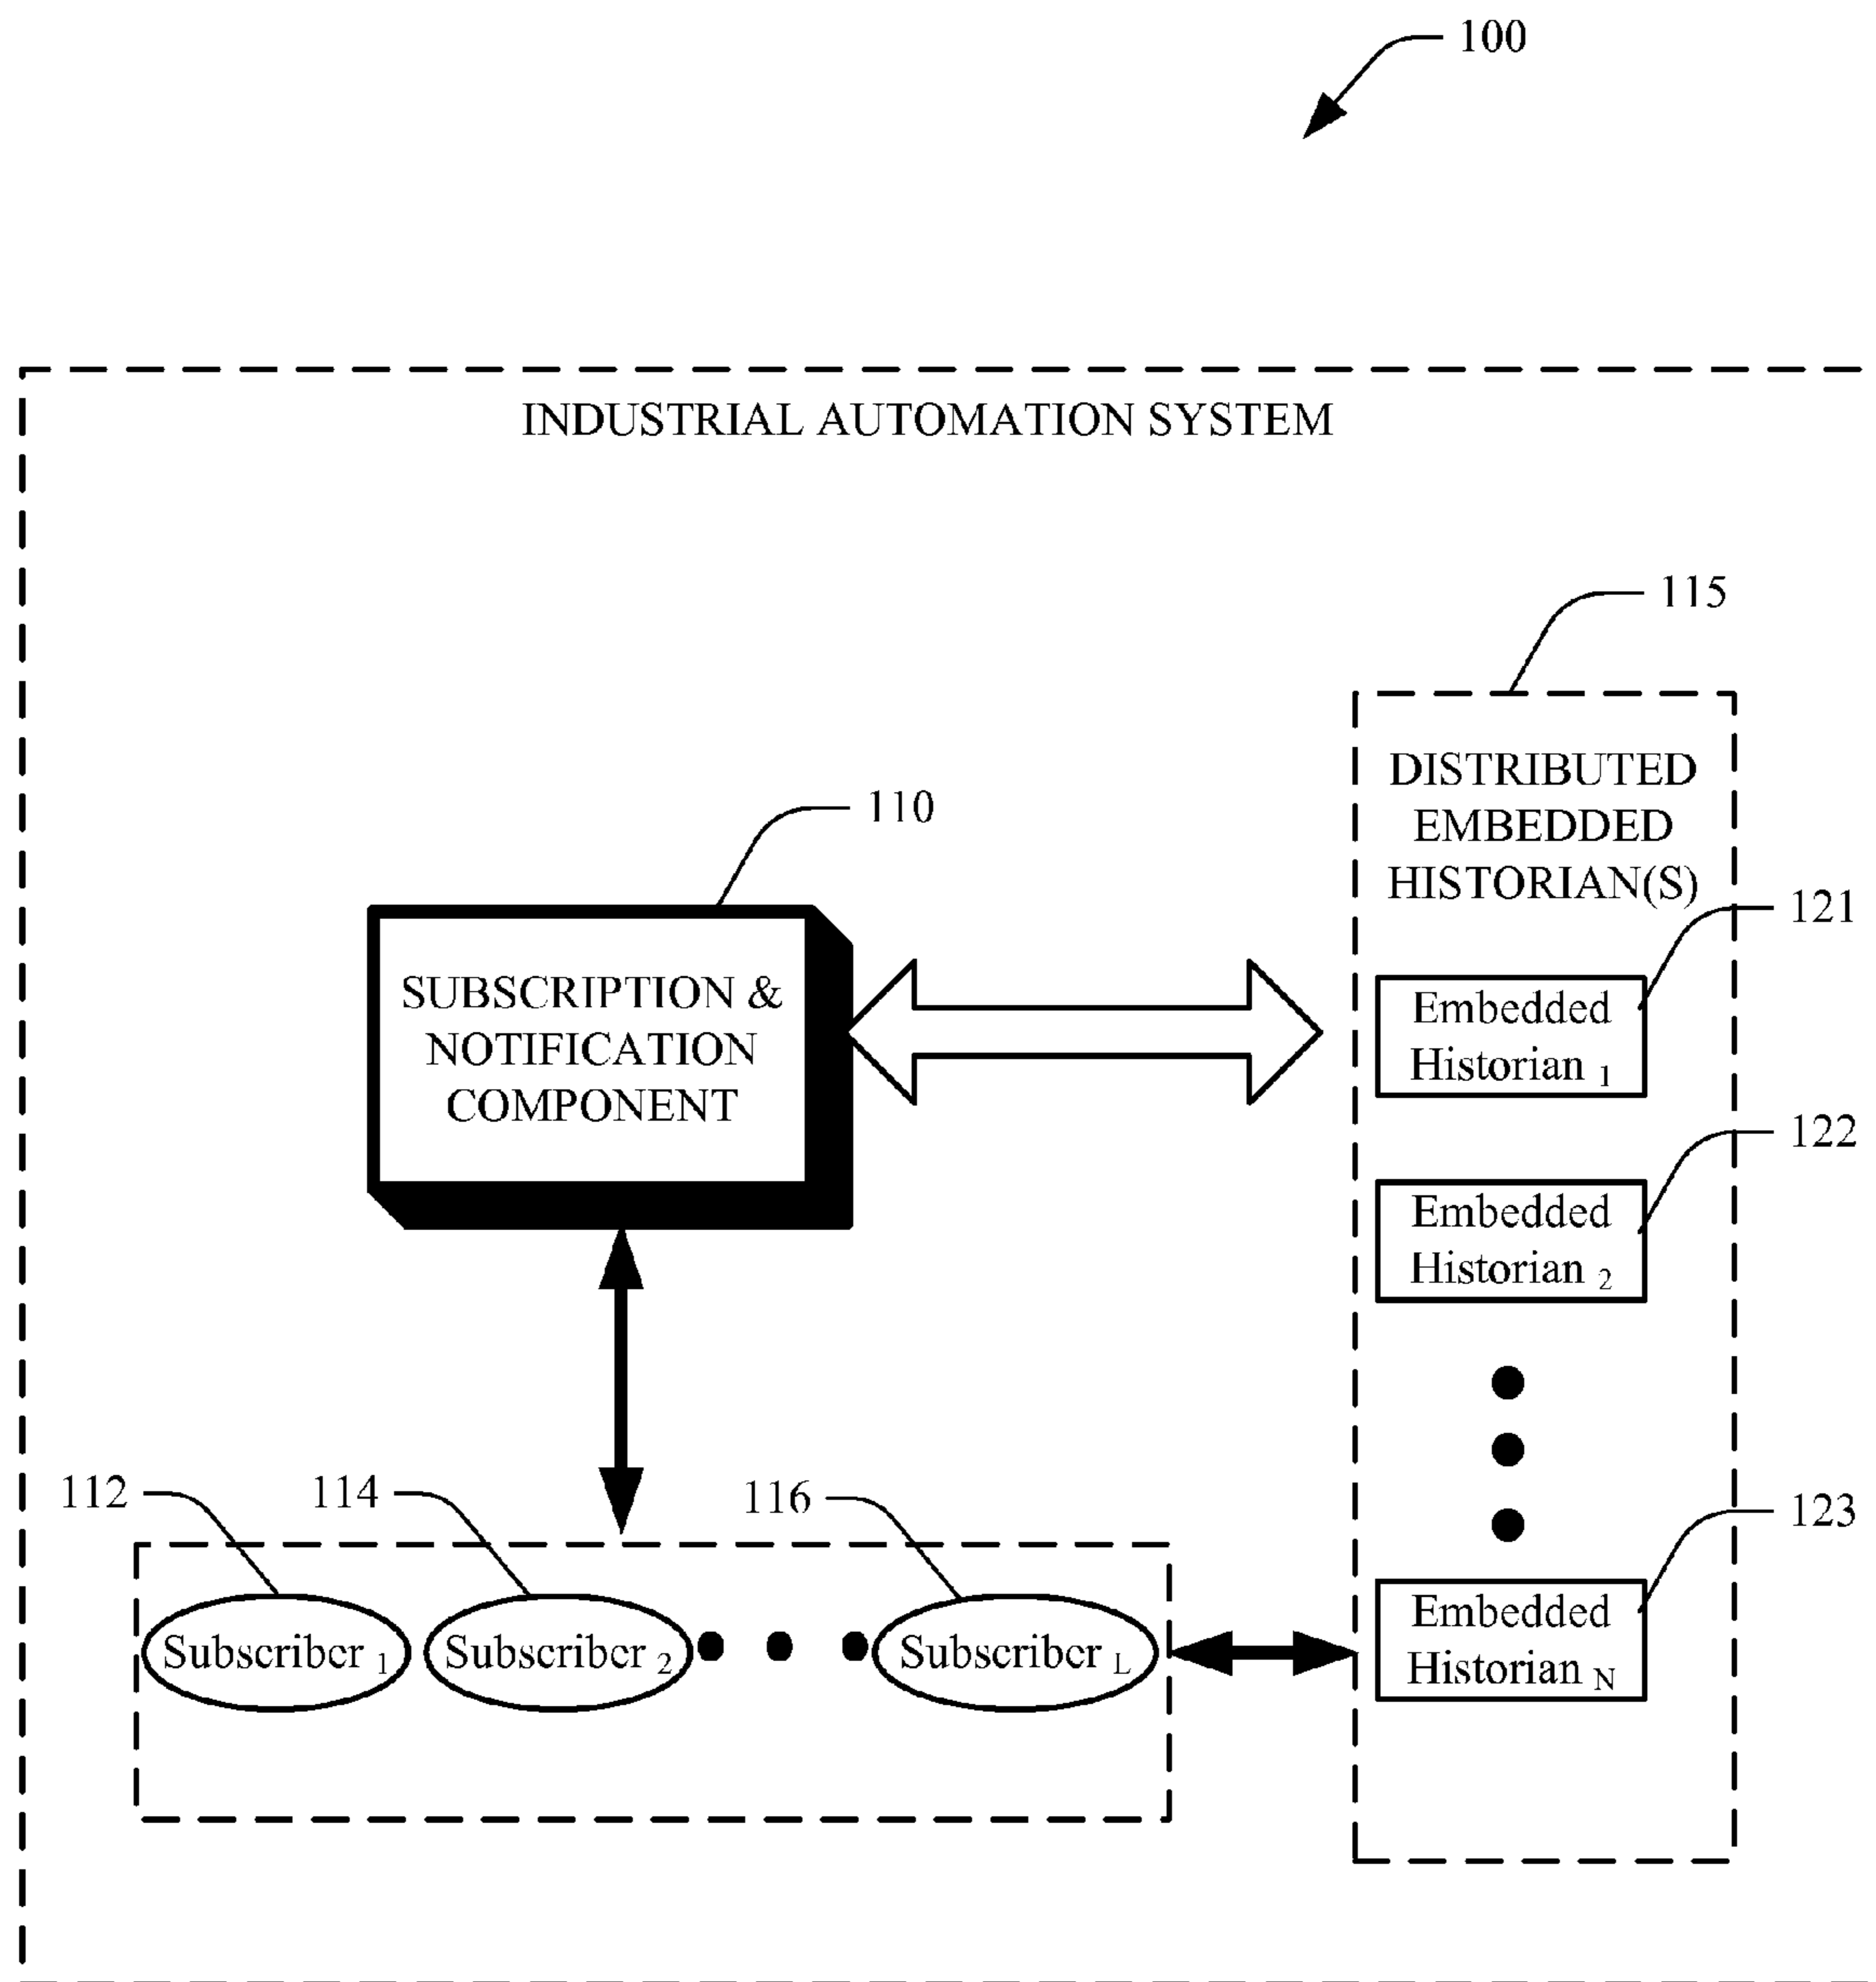 100
INDUSTRIAL AUTOMATION SYSTEM
115
DISTRIBUTED
EMBEDDED
HISTORIAN(S)
110
121
SUBSCRIPTION &
NOTIFICATION
COMPONENT
Embedded
Historian 1
122
Embedded
Historian 2
112
114
116
123
Subscriber 1
Subscriber 2
Subscriber L
Embedded
Historian N